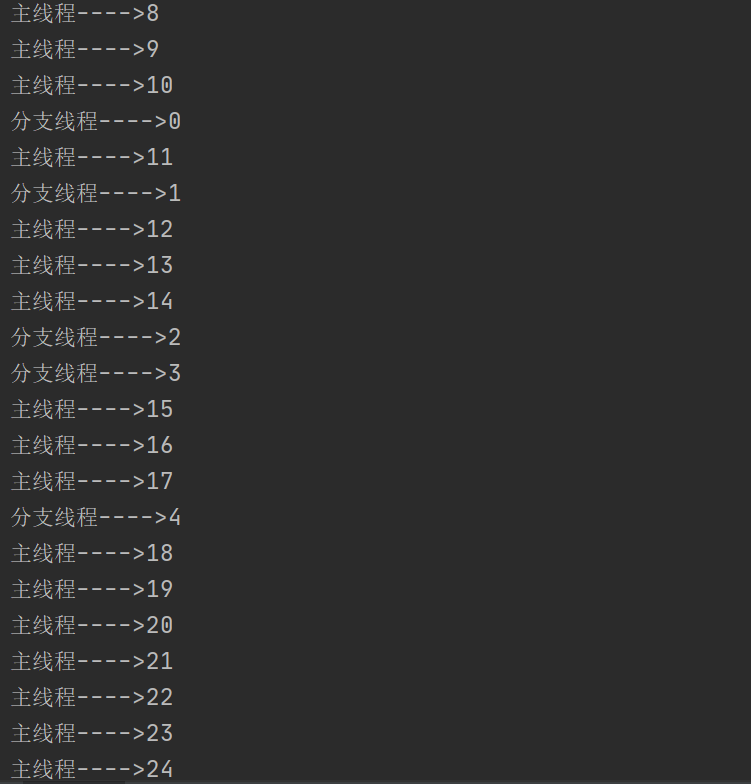 主线程---->8
主线程---->9
主线程---->10
分支线程---->0
主线程---->11
分支线程---->1
主线程---->12
主线程---->13
主线程---->14
分支线程---->2
分支线程---->3
主线程---->15
主线程---->16
主线程---->17
分支线程---->4
主线程---->18
主线程---->19
主线程---->20
主线程---->21
主线程---->22
主线程---->23
主线程---->24